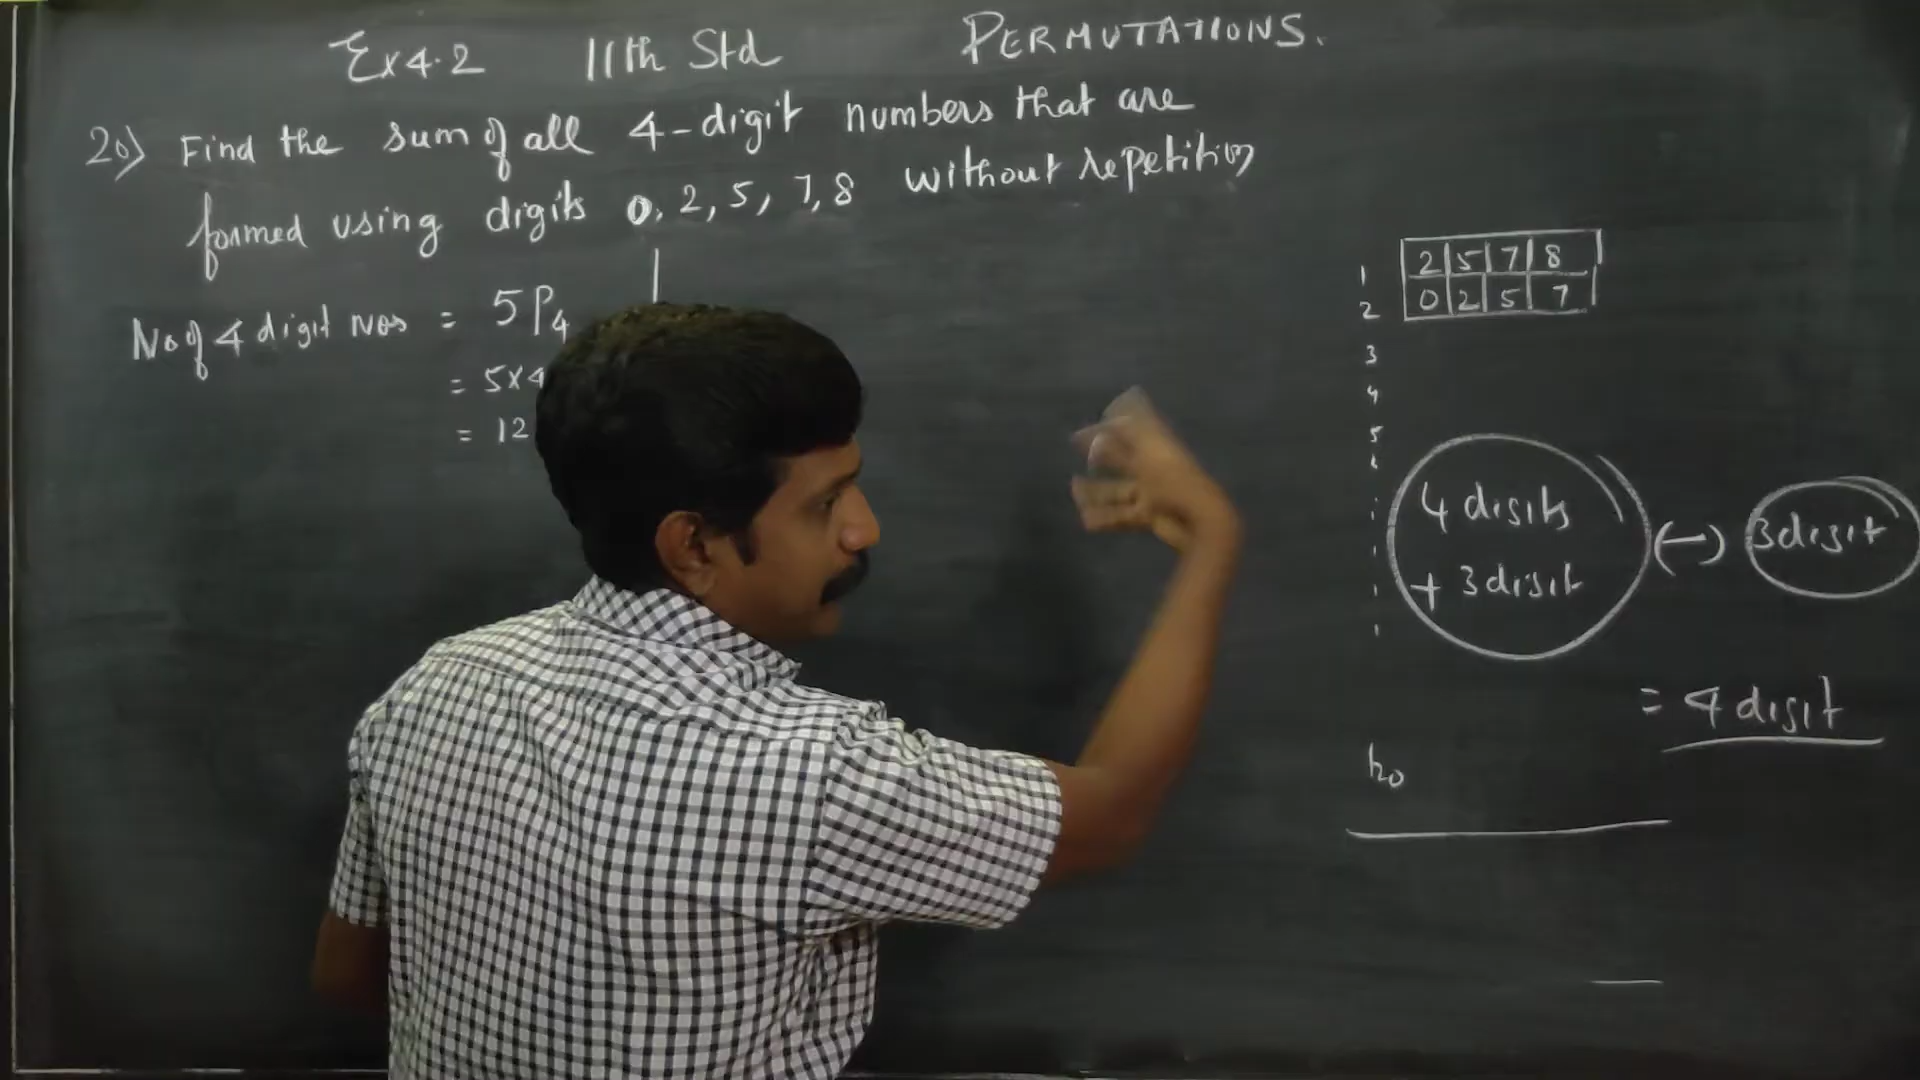 Ex 4.2 11th Std PERMUTATIONS.
20) Find the sum of all 4-digit numbers that are
formed using digits 0, 2, 5, 7, 8 without repetition
No of 4 digit Nos = 5P4
= 5×4
= 12
1 2 5 7 8
2 0 2 5 7
3
4
5
4 digits
+ 3 digit
(-) 3 digit
= 4 digit